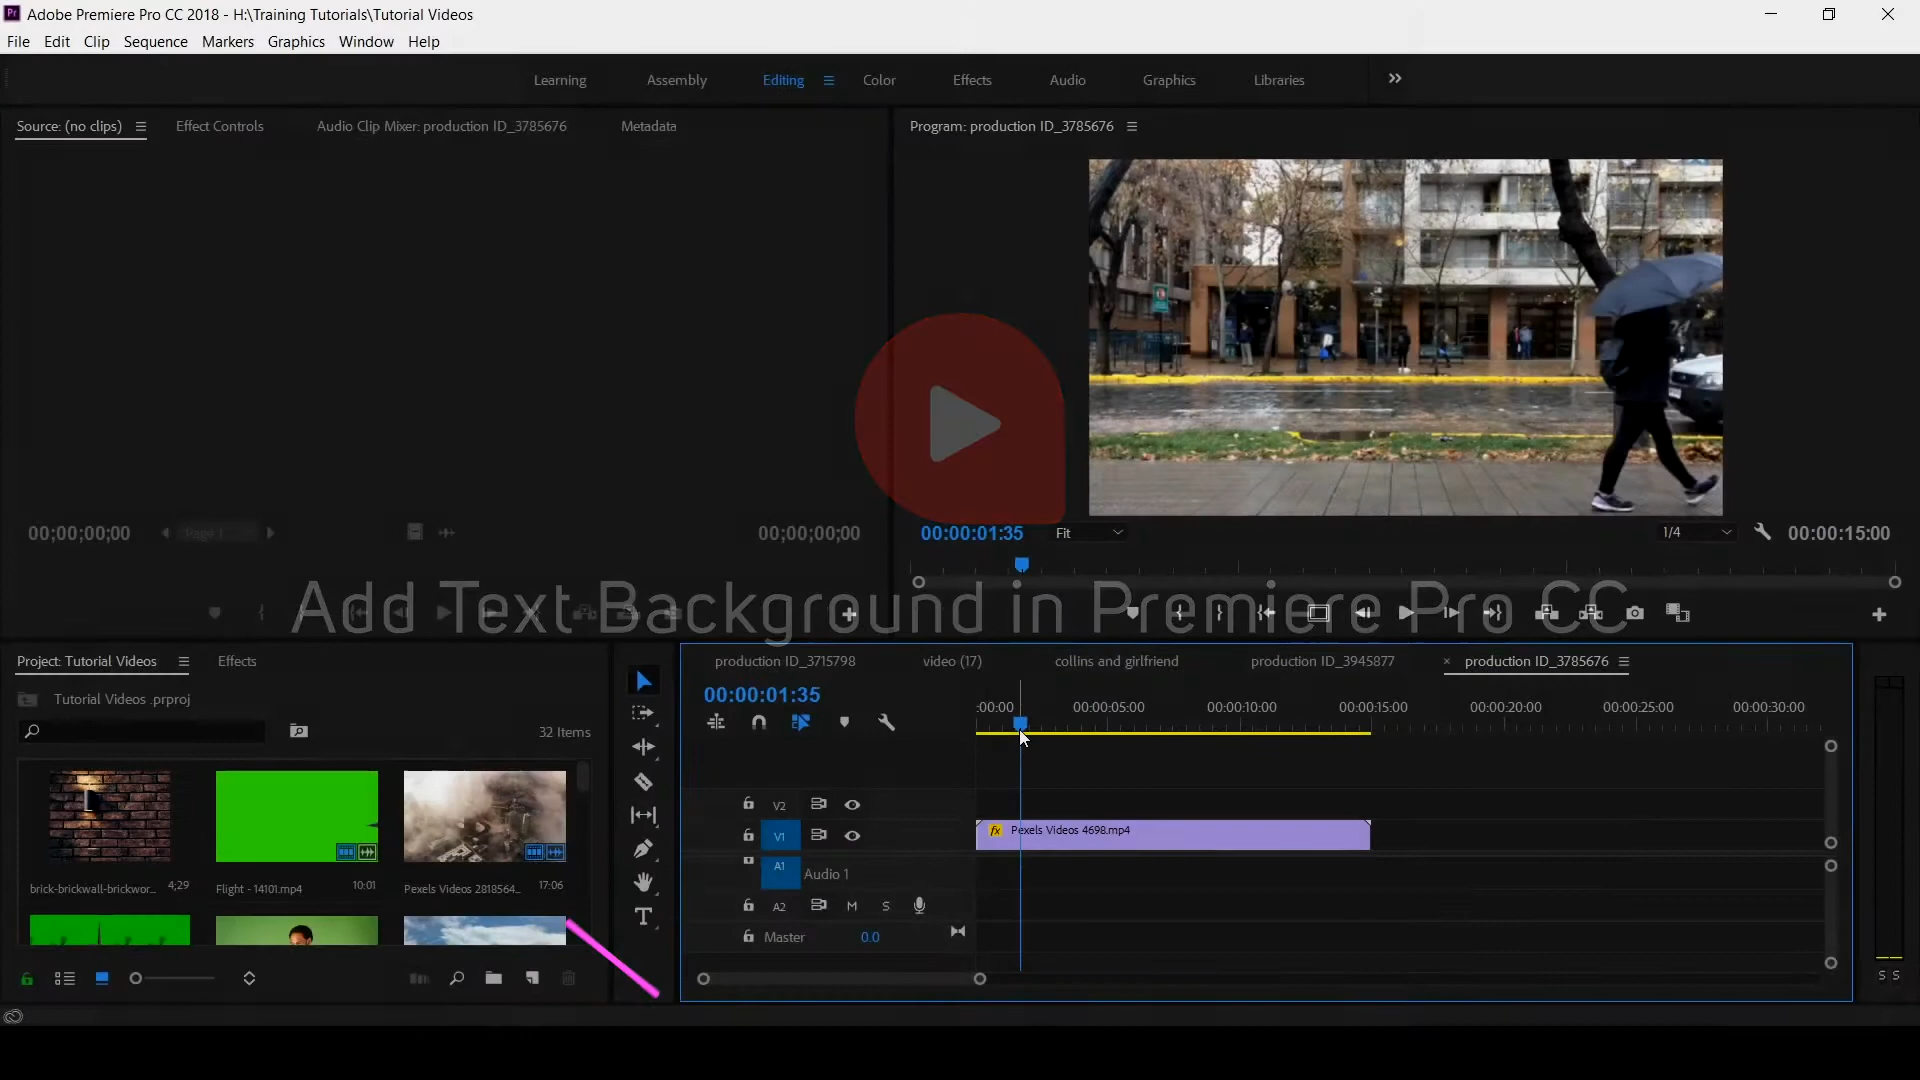 Adobe Premiere Pro CC 2018 - H:\Training Tutorials\Tutorial Videos
File Edit Clip Sequence Markers Graphics Window Help
Learning Assembly Editing Color Effects Audio Graphics Libraries
Source: (no clips) Effect Controls Audio Clip Mixer: production ID_3785676 Metadata
Program: production ID_3785676
00;00;00;00 Page 1 00;00;00;00
00:00:01:35 Fit 1/4 00:00:15:00
Add Text Background in Premiere Pro CC
Project: Tutorial Videos Effects
Tutorial Videos .prproj
32 Items
brick-brickwall-brickwor... 4;29
Flight - 14101.mp4 10:01
Pexels Videos 2818564... 17:06
production ID_3715798 video (17) collins and girlfriend production ID_3945877 × production ID_3785676
00:00:01:35
:00:00 00:00:05:00 00:00:10:00 00:00:15:00 00:00:20:00 00:00:25:00 00:00:30:00
V2
V1 fx Pexels Videos 4698.mp4
A1 Audio 1
A2 M S
Master 0.0
S S